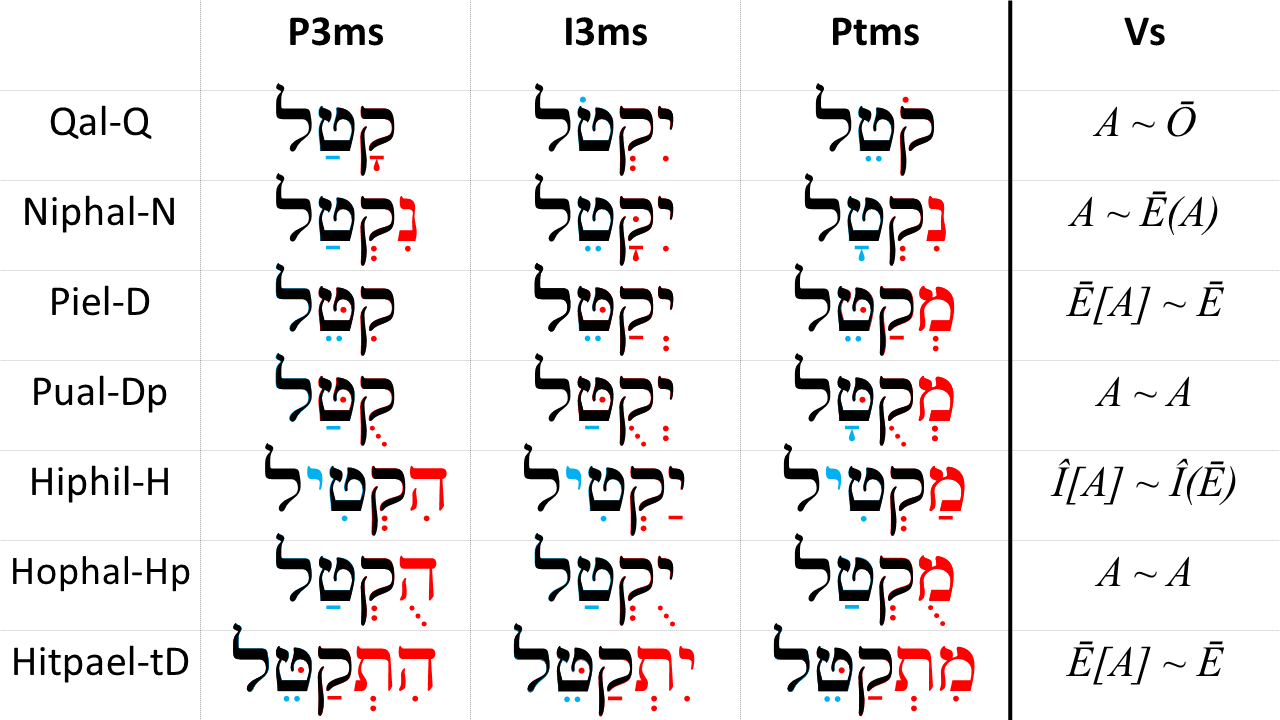 P3ms I3ms Ptms Vs
Qal-Q קָטַל יִקְטֹל קֹטֵל A ~ Ō
Niphal-N נִקְטַל יִקָּטֵל נִקְטָל A ~ Ē(A)
Piel-D קִטֵּל יְקַטֵּל מְקַטֵּל Ē[A] ~ Ē
Pual-Dp קֻטַּל יְקֻטַּל מְקֻטָּל A ~ A
Hiphil-H הִקְטִיל יַקְטִיל מַקְטִיל Î[A] ~ Î(Ē)
Hophal-Hp הֻקְטַל יֻקְטַל מֻקְטַל A ~ A
Hitpael-tD הִתְקַטֵּל יִתְקַטֵּל מִתְקַטֵּל Ē[A] ~ Ē